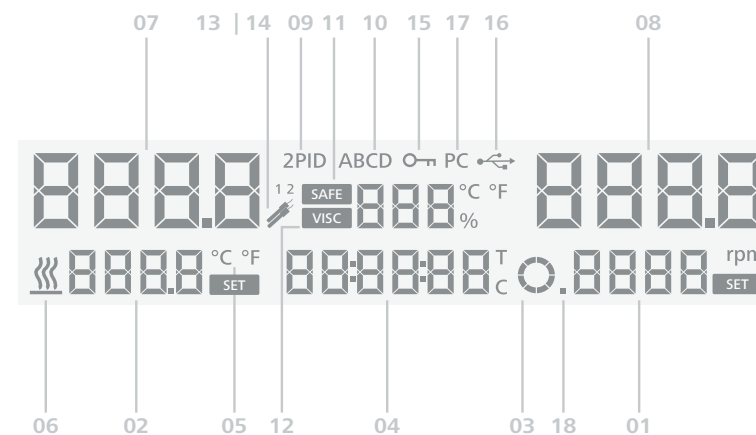 07 13 | 14 09 11 10 15 17 16 08
2PID ABCD PC
888.8 1 2 SAFE 888 °C °F 888.8
VISC %
888.8 °C °F 88:88:88 T .8888 rpm
SET C SET
06 02 05 12 04 03 18 01